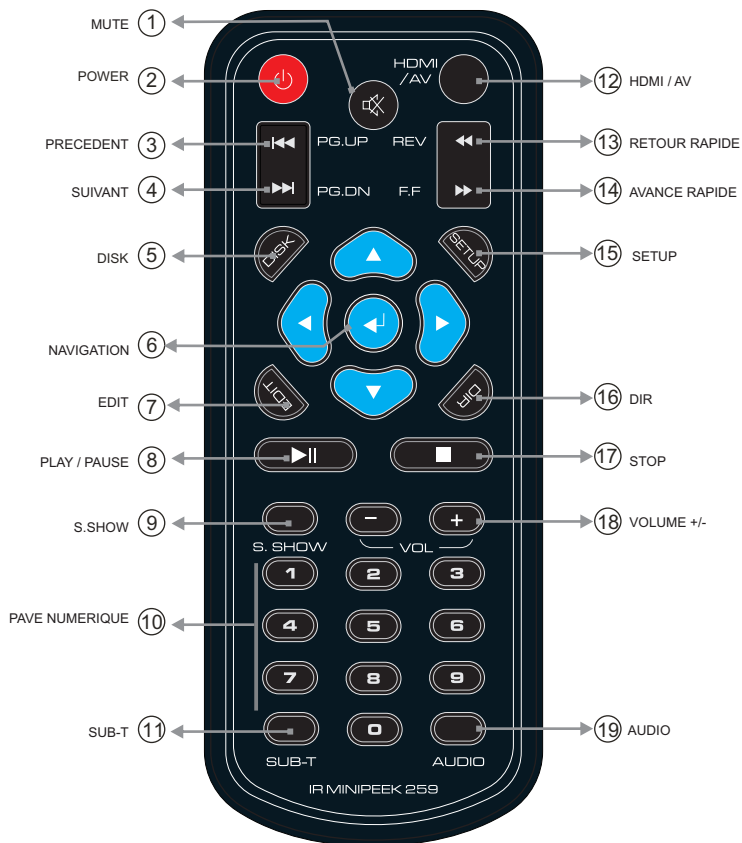 MUTE 1
POWER 2
HDMI
/AV
12 HDMI / AV
PRECEDENT 3
PG.UP REV
13 RETOUR RAPIDE
SUIVANT 4
PG.DN F.F
14 AVANCE RAPIDE
DISK 5
DISK
SETUP
15 SETUP
NAVIGATION 6
EDIT 7
EDIT
DIR
16 DIR
PLAY / PAUSE 8
17 STOP
S.SHOW 9
- +
18 VOLUME +/-
S. SHOW VOL
1 2 3
PAVE NUMERIQUE 10
4 5 6
7 8 9
SUB-T 11
0
19 AUDIO
SUB-T AUDIO
IR MINIPEEK 259